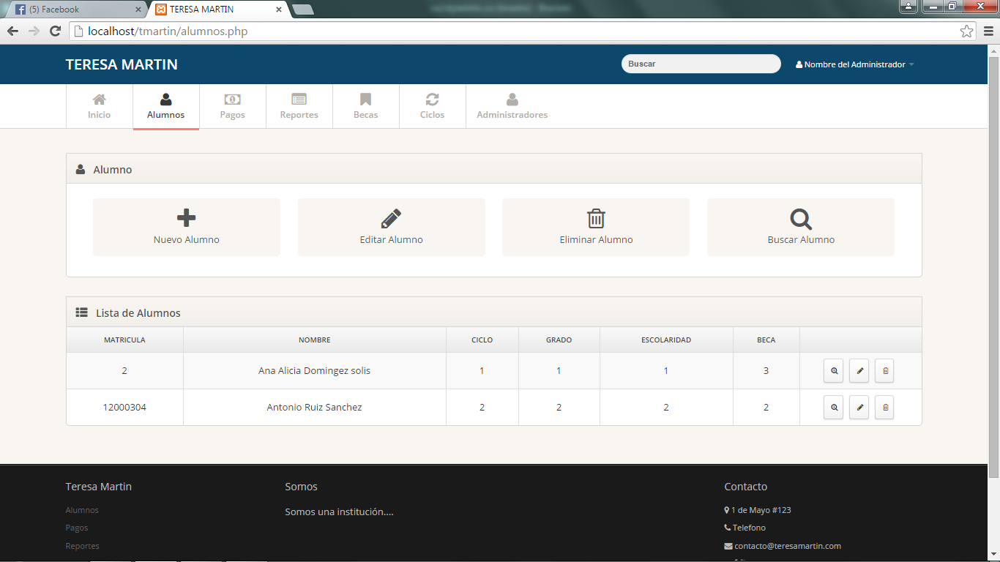 (5) Facebook
TERESA MARTIN
localhost/tmartin/alumnos.php
TERESA MARTIN
Buscar
Nombre del Administrador
Inicio
Alumnos
Pagos
Reportes
Becas
Ciclos
Administradores
Alumno
Nuevo Alumno
Editar Alumno
Eliminar Alumno
Buscar Alumno
Lista de Alumnos
MATRICULA NOMBRE CICLO GRADO ESCOLARIDAD BECA
2 Ana Alicia Domingez solis 1 1 1 3
12000304 Antonio Ruiz Sanchez 2 2 2 2
Teresa Martin
Alumnos
Pagos
Reportes
Somos
Somos una institución....
Contacto
1 de Mayo #123
Telefono
contacto@teresamartin.com